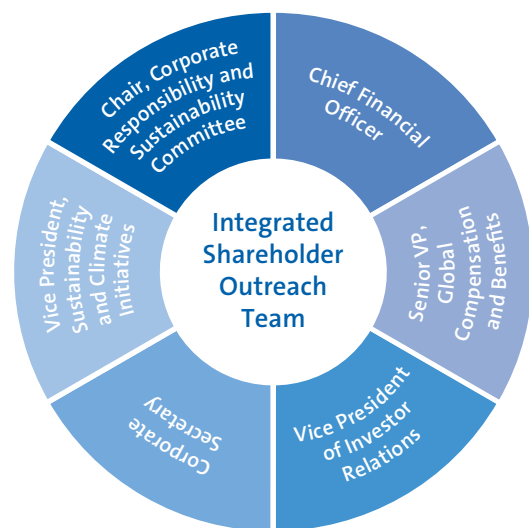 Chair, Corporate
Responsibility and
Sustainability
Committee
Chief Financial
Officer
Senior VP,
Global
Compensation
and Benefits
Vice President
of Investor
Relations
Corporate
Secretary
Vice President,
Sustainability
and Climate
Initiatives
Integrated
Shareholder
Outreach
Team